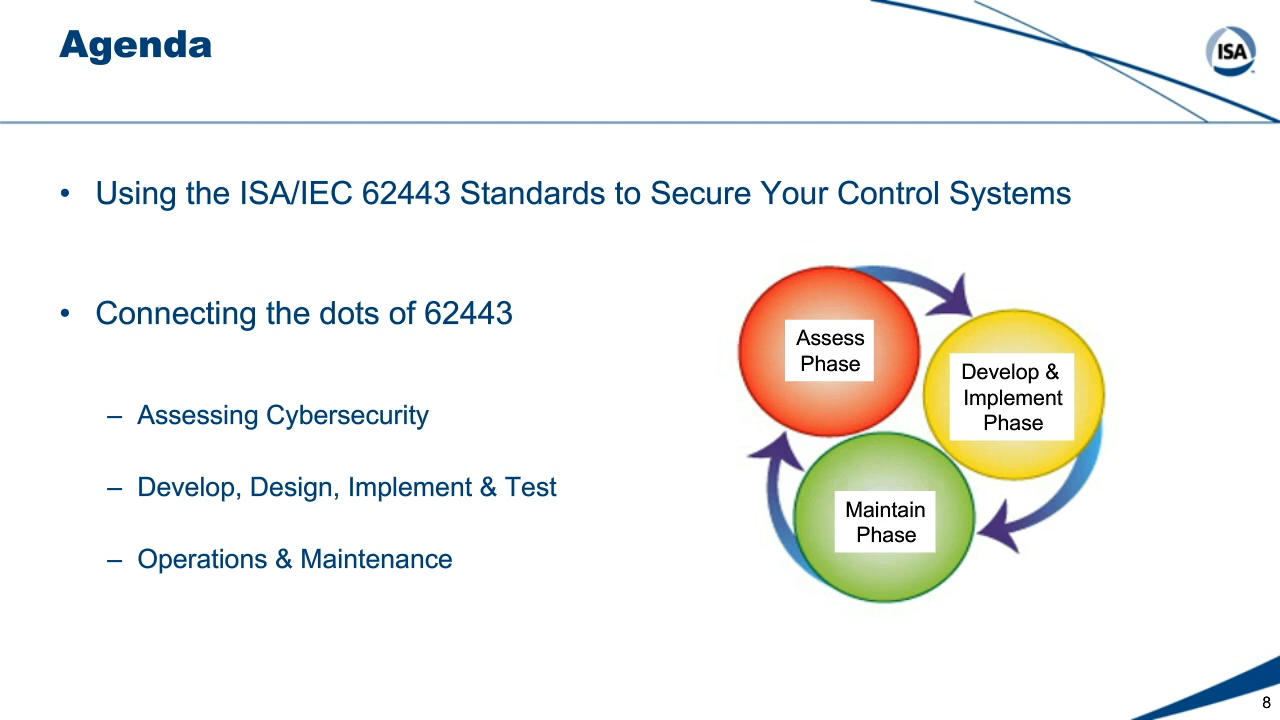 Agenda
ISA
• Using the ISA/IEC 62443 Standards to Secure Your Control Systems
• Connecting the dots of 62443
– Assessing Cybersecurity
– Develop, Design, Implement & Test
– Operations & Maintenance
Assess
Phase
Develop &
Implement
Phase
Maintain
Phase
8